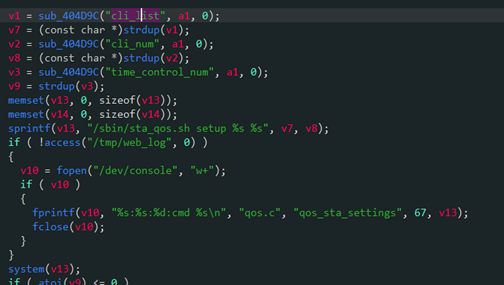 v1 = sub_404D9C("cli_list", a1, 0);
v7 = (const char *)strdup(v1);
v2 = sub_404D9C("cli_num", a1, 0);
v8 = (const char *)strdup(v2);
v3 = sub_404D9C("time_control_num", a1, 0);
v9 = strdup(v3);
memset(v13, 0, sizeof(v13));
memset(v14, 0, sizeof(v14));
sprintf(v13, "/sbin/sta_qos.sh setup %s %s", v7, v8);
if ( !access("/tmp/web_log", 0) )
{
v10 = fopen("/dev/console", "w+");
if ( v10 )
{
fprintf(v10, "%s:%s:%d:cmd %s\n", "qos.c", "qos_sta_settings", 67, v13);
fclose(v10);
}
}
system(v13);
if ( atoi(v9) <= 0 )